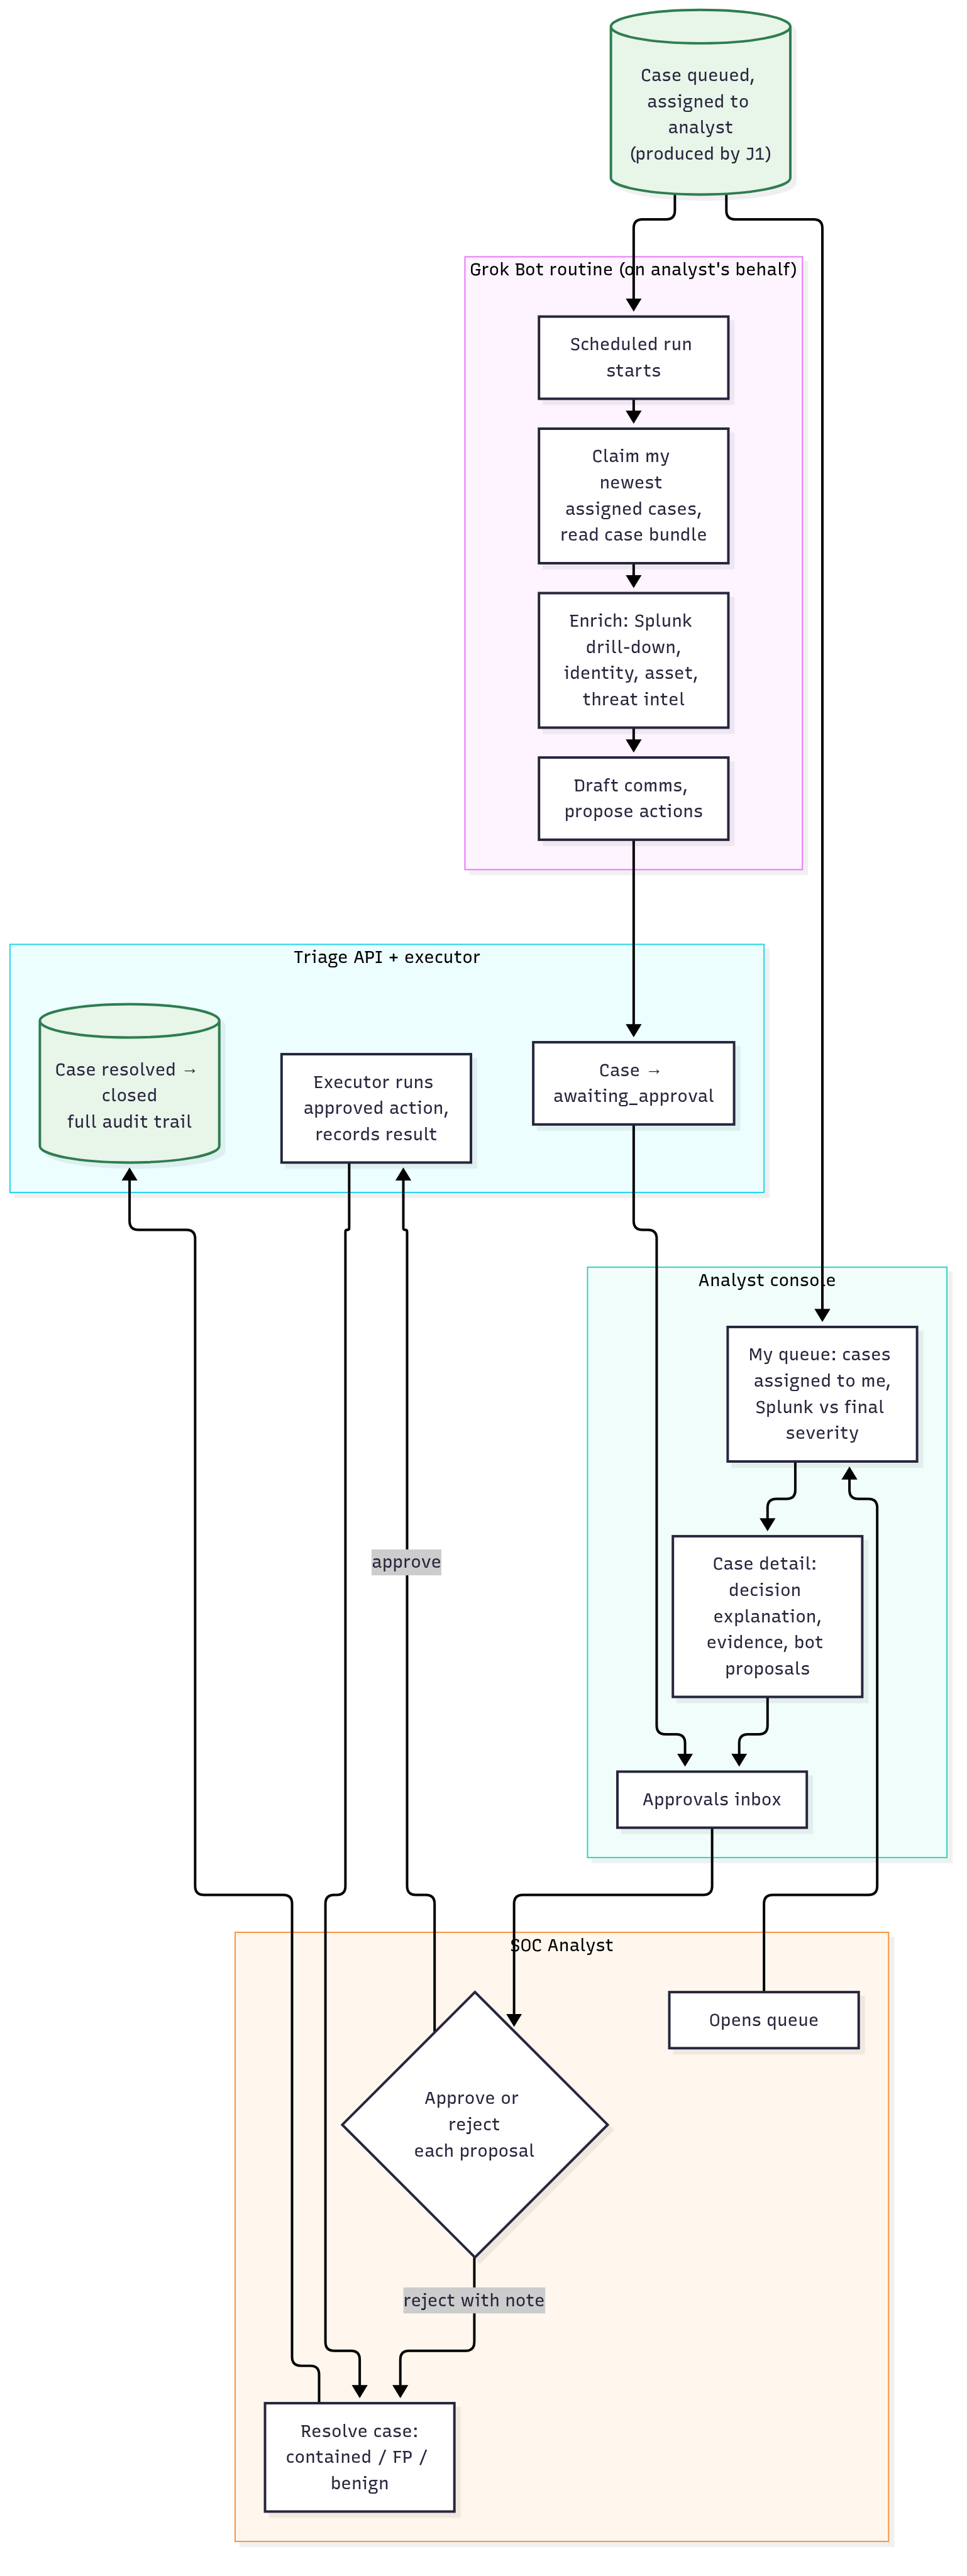 Case queued,
assigned to
analyst
(produced by J1)
Grok Bot routine (on analyst's behalf)
Scheduled run
starts
Claim my
newest
assigned cases,
read case bundle
Enrich: Splunk
drill-down,
identity, asset,
threat intel
Draft comms,
propose actions
Triage API + executor
Case resolved →
closed
full audit trail
Executor runs
approved action,
records result
Case →
awaiting_approval
Analyst console
My queue: cases
assigned to me,
Splunk vs final
severity
approve
Case detail:
decision
explanation,
evidence, bot
proposals
Approvals inbox
SOC Analyst
Opens queue
Approve or
reject
each proposal
reject with note
Resolve case:
contained / FP /
benign